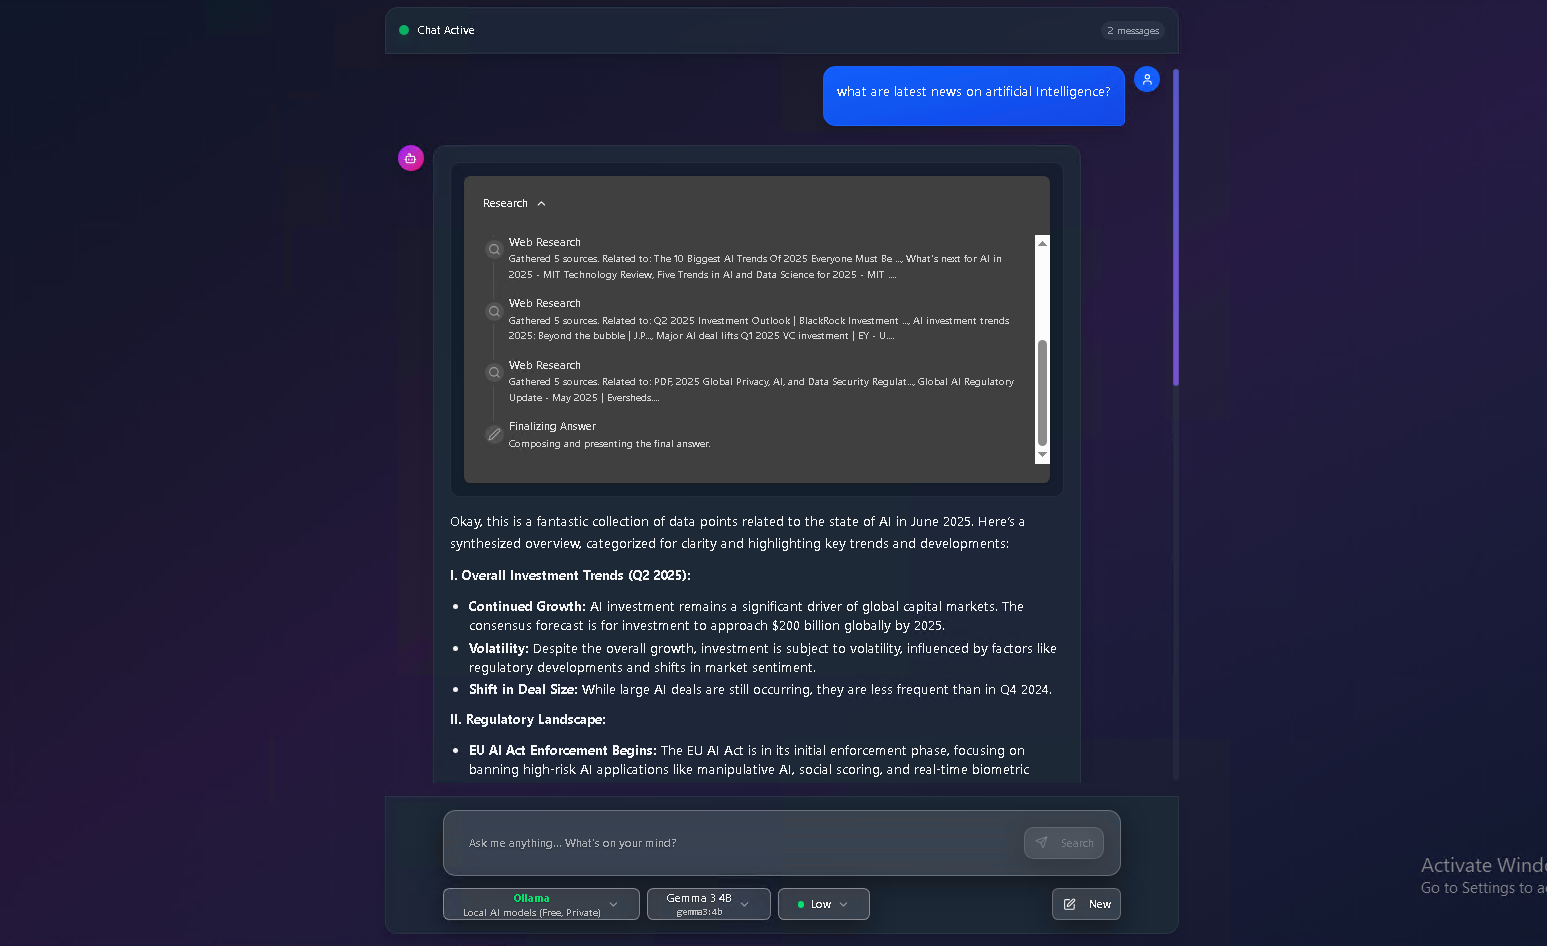 Chat Active
2 messages
what are latest news on artificial Intelligence?
Research
Web Research
Gathered 5 sources. Related to: The 10 Biggest AI Trends Of 2025 Everyone Must Be ..., What's next for AI in
2025 - MIT Technology Review, Five Trends in AI and Data Science for 2025 - MIT ....
Web Research
Gathered 5 sources. Related to: Q2 2025 Investment Outlook | BlackRock Investment ..., AI investment trends
2025: Beyond the bubble | J.P..., Major AI deal lifts Q1 2025 VC investment | EY - U....
Web Research
Gathered 5 sources. Related to: PDF, 2025 Global Privacy, AI, and Data Security Regulat..., Global AI Regulatory
Update - May 2025 | Eversheds....
Finalizing Answer
Composing and presenting the final answer.
Okay, this is a fantastic collection of data points related to the state of AI in June 2025. Here's a
synthesized overview, categorized for clarity and highlighting key trends and developments:
I. Overall Investment Trends (Q2 2025):
• Continued Growth: AI investment remains a significant driver of global capital markets. The
consensus forecast is for investment to approach $200 billion globally by 2025.
• Volatility: Despite the overall growth, investment is subject to volatility, influenced by factors like
regulatory developments and shifts in market sentiment.
• Shift in Deal Size: While large AI deals are still occurring, they are less frequent than in Q4 2024.
II. Regulatory Landscape:
• EU AI Act Enforcement Begins: The EU AI Act is in its initial enforcement phase, focusing on
banning high-risk AI applications like manipulative AI, social scoring, and real-time biometric
Ask me anything... What's on your mind?
Search
Ollama
Local AI models (Free, Private)
Gemma 3 4B
gemma3:4b
Low
New
Activate Windo
Go to Settings to a